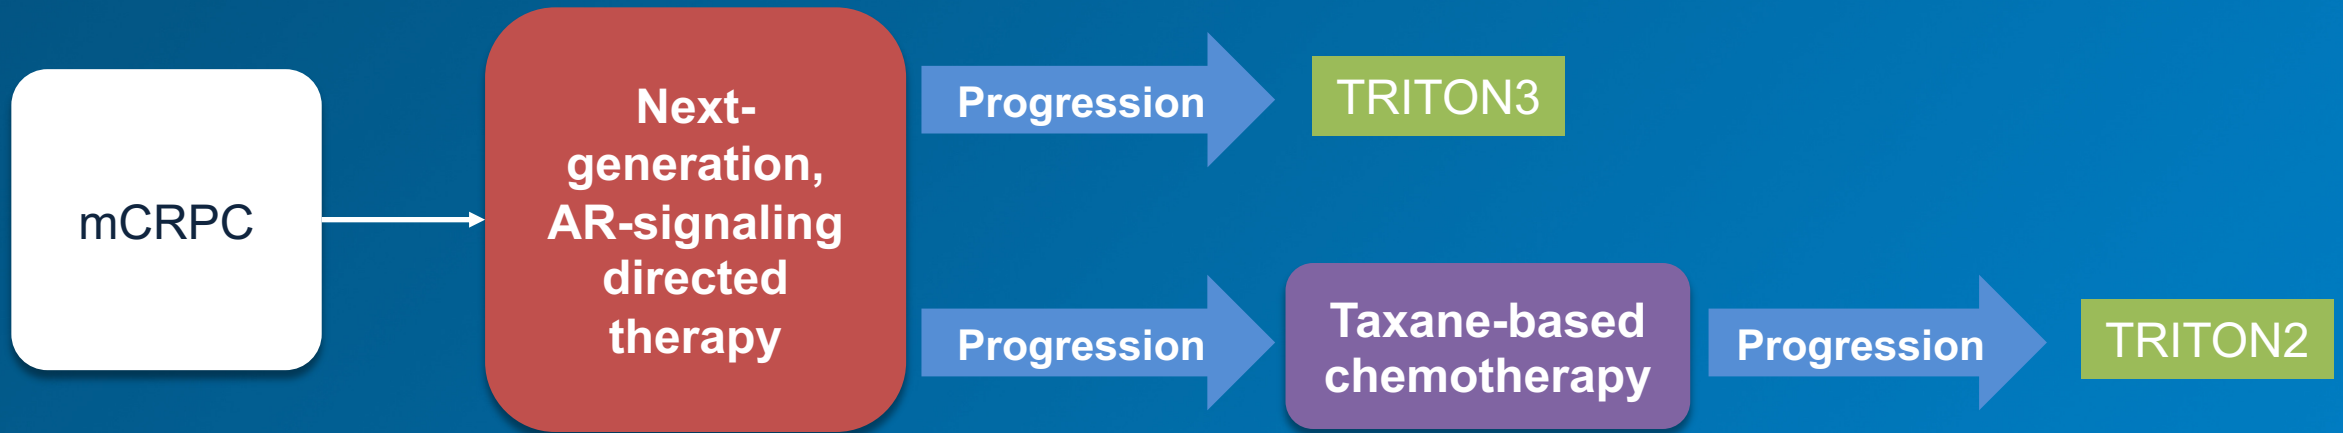 mCRPC
Next-
generation,
AR-signaling
directed
therapy
Progression
TRITON3
Progression
Taxane-based
chemotherapy
Progression
TRITON2